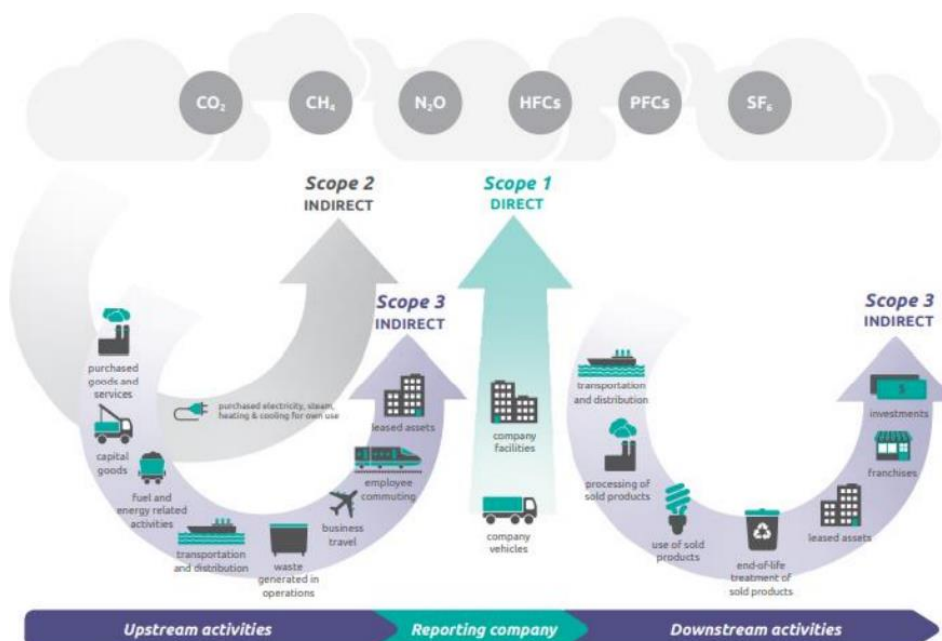 CO₂ CH₄ N₂O HFCs PFCs SF₆
Scope 2
INDIRECT
Scope 1
DIRECT
Scope 3
INDIRECT
Scope 3
INDIRECT
purchased
goods and
services
capital
goods
fuel and
energy related
activities
purchased electricity, steam,
heating & cooling for own use
transportation
and distribution
waste
generated in
operations
business
travel
employee
commuting
leased assets
company
facilities
company
vehicles
transportation
and distribution
processing of
sold products
use of sold
products
end-of-life
treatment of
sold products
leased assets
franchises
$
investments
Upstream activities
Reporting company
Downstream activities